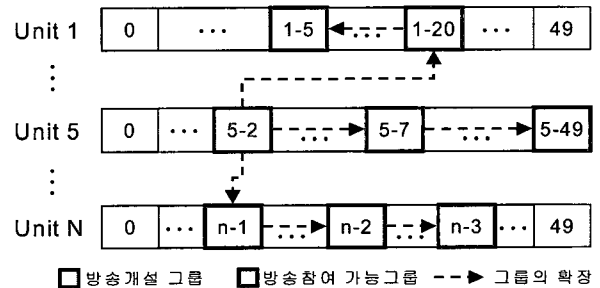 Unit 1 0 ... 1-5 ... 1-20 ... 49
Unit 5 0 ... 5-2 ... 5-7 ... 5-49
Unit N 0 ... n-1 ... n-2 ... n-3 ... 49
방송개설 그룹 방송참여 가능그룹 그룹의 확장